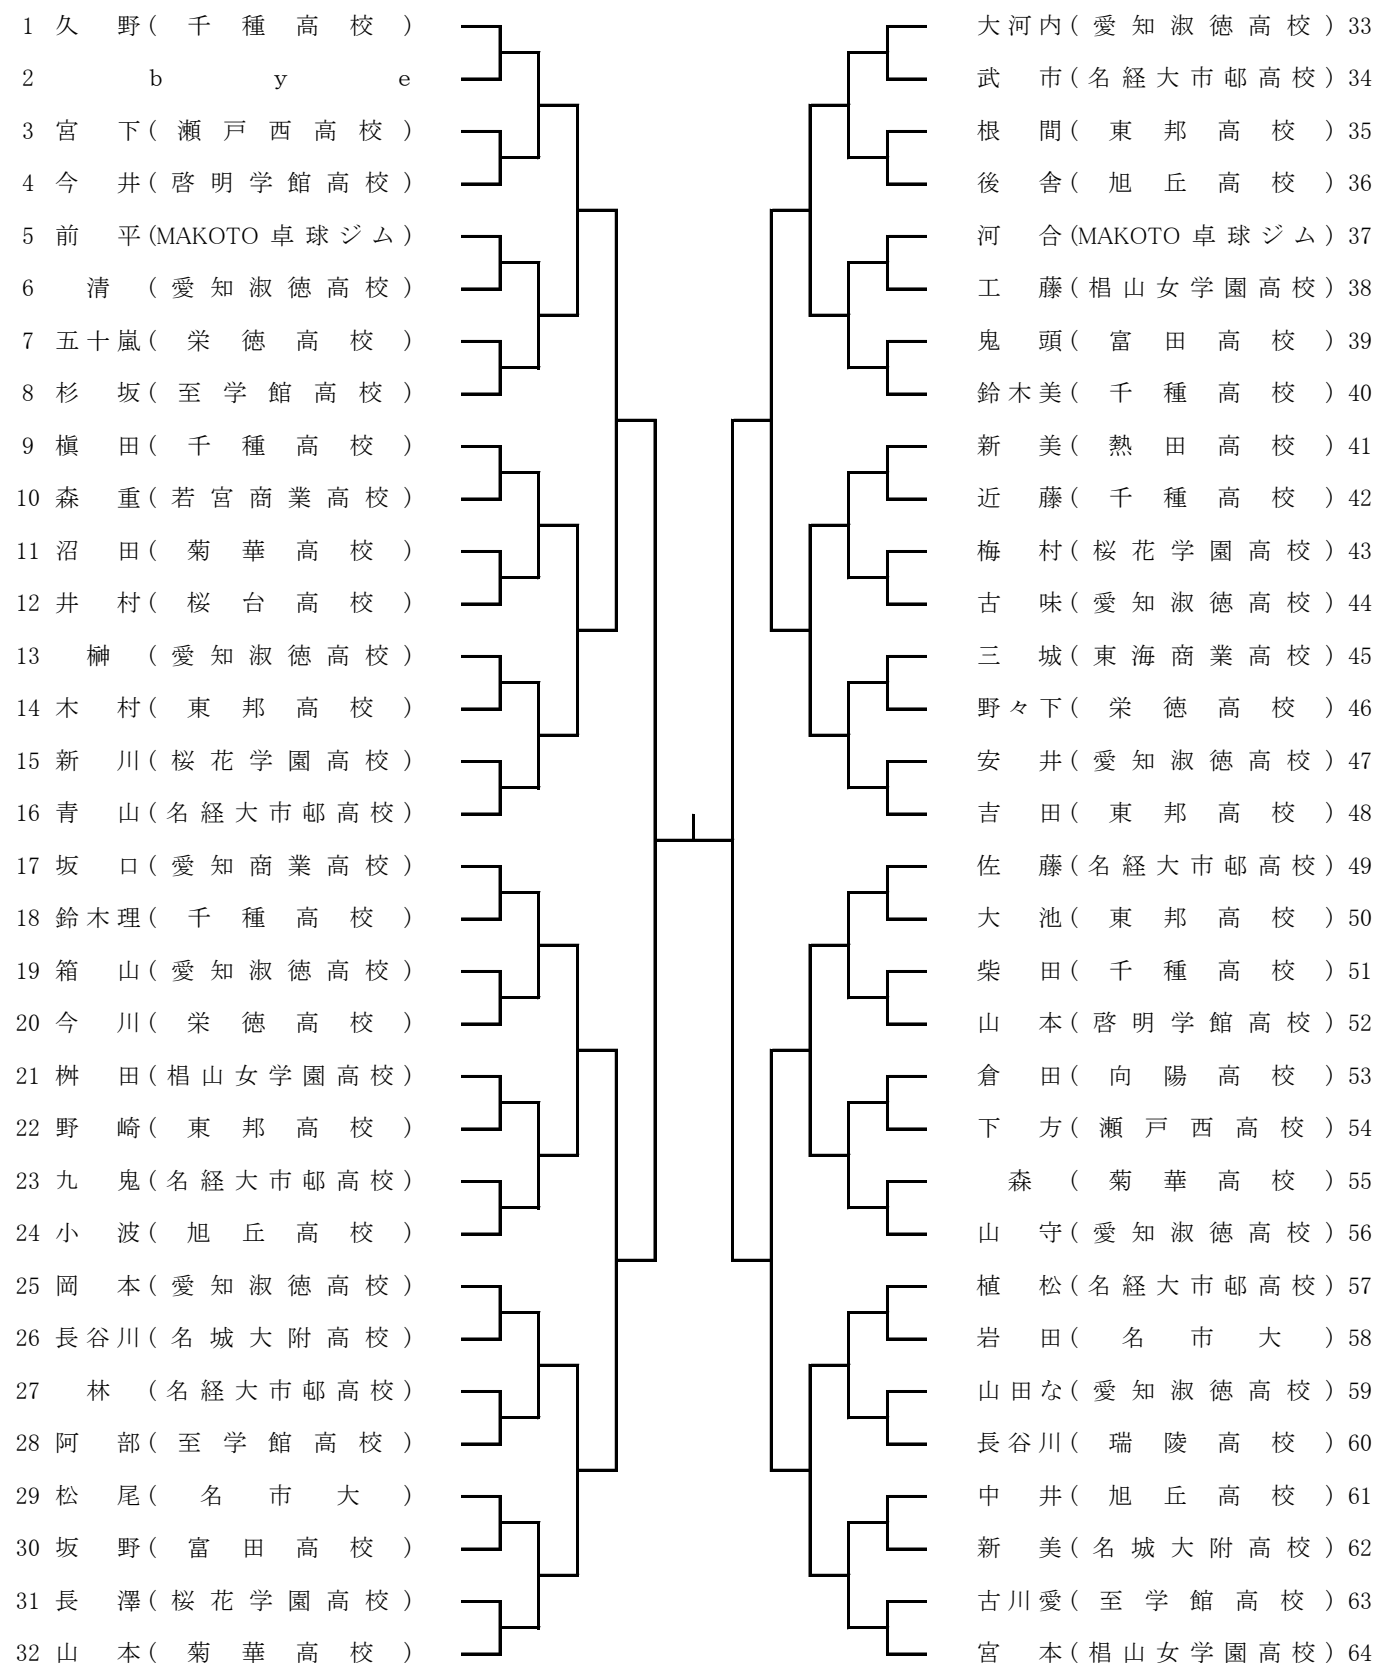 1 久野(千種高校)
2 bye
3 宮下(瀬戸西高校)
4 今井(啓明学館高校)
5 前平(MAKOTO卓球ジム)
6 清(愛知淑徳高校)
7 五十嵐(栄徳高校)
8 杉坂(至学館高校)
9 槇田(千種高校)
10 森重(若宮商業高校)
11 沼田(菊華高校)
12 井村(桜台高校)
13 榊(愛知淑徳高校)
14 木村(東邦高校)
15 新川(桜花学園高校)
16 青山(名経大市邨高校)
17 坂口(愛知商業高校)
18 鈴木理(千種高校)
19 箱山(愛知淑徳高校)
20 今川(栄徳高校)
21 桝田(椙山女学園高校)
22 野崎(東邦高校)
23 九鬼(名経大市邨高校)
24 小波(旭丘高校)
25 岡本(愛知淑徳高校)
26 長谷川(名城大附高校)
27 林(名経大市邨高校)
28 阿部(至学館高校)
29 松尾(名市大)
30 坂野(富田高校)
31 長澤(桜花学園高校)
32 山本(菊華高校)
大河内(愛知淑徳高校)33
武市(名経大市邨高校)34
根間(東邦高校)35
後舎(旭丘高校)36
河合(MAKOTO卓球ジム)37
工藤(椙山女学園高校)38
鬼頭(富田高校)39
鈴木美(千種高校)40
新美(熱田高校)41
近藤(千種高校)42
梅村(桜花学園高校)43
古味(愛知淑徳高校)44
三城(東海商業高校)45
野々下(栄徳高校)46
安井(愛知淑徳高校)47
吉田(東邦高校)48
佐藤(名経大市邨高校)49
大池(東邦高校)50
柴田(千種高校)51
山本(啓明学館高校)52
倉田(向陽高校)53
下方(瀬戸西高校)54
森(菊華高校)55
山守(愛知淑徳高校)56
植松(名経大市邨高校)57
岩田(名市大)58
山田な(愛知淑徳高校)59
長谷川(瑞陵高校)60
中井(旭丘高校)61
新美(名城大附高校)62
古川愛(至学館高校)63
宮本(椙山女学園高校)64